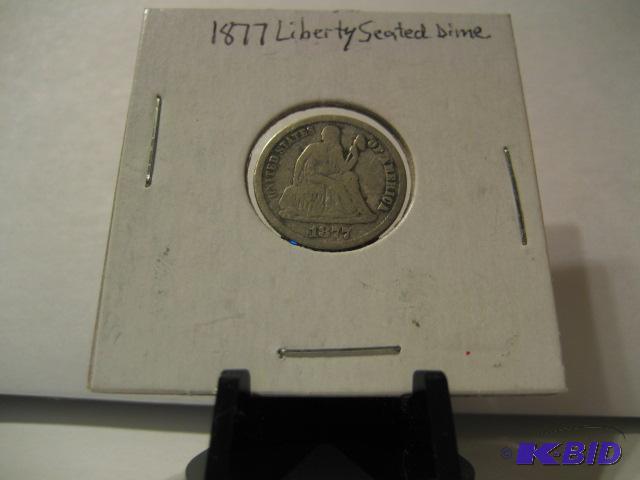 1877 Liberty Seated Dime
UNITED STATES OF AMERICA
1877
© K-BID